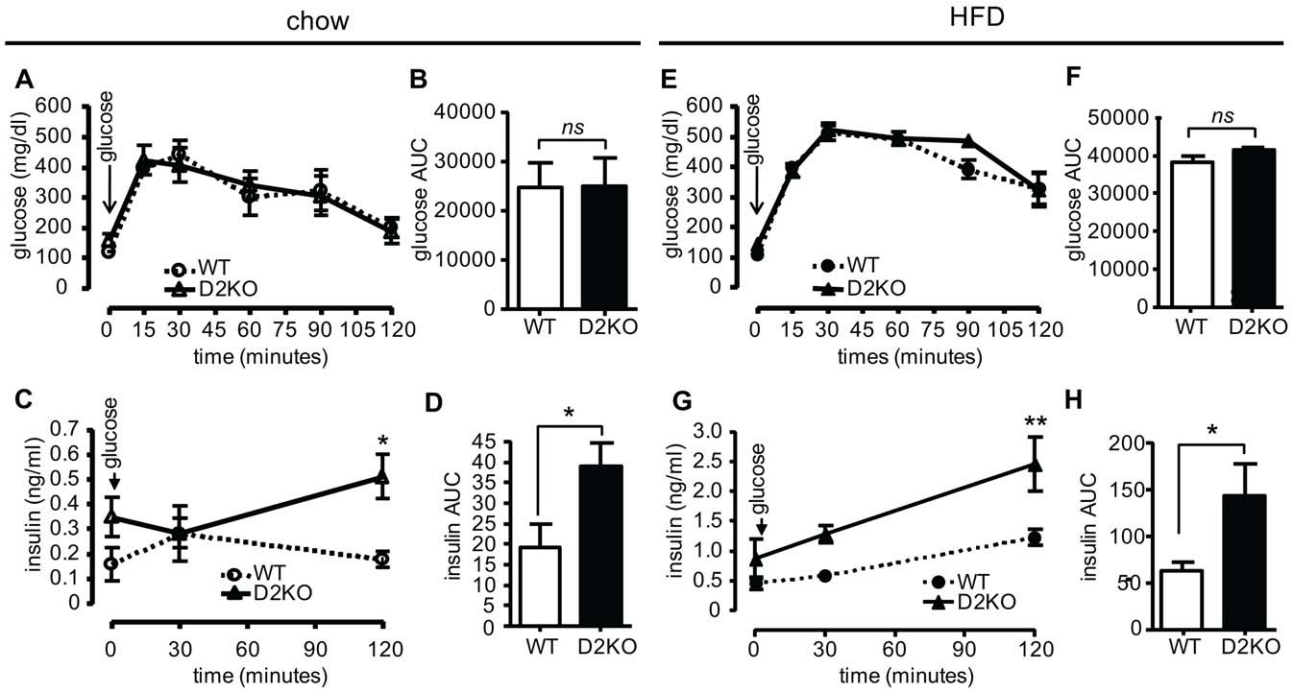 chow
HFD
A
glucose (mg/dl)
600
500
400
300
200
100
0
glucose
WT
D2KO
0 15 30 45 60 75 90 105 120
time (minutes)
B
glucose AUC
40000
30000
20000
10000
0
ns
WT D2KO
E
glucose (mg/dl)
600
500
400
300
200
100
0
glucose
WT
D2KO
0 15 30 45 60 75 90 105 120
times (minutes)
F
glucose AUC
50000
40000
30000
20000
10000
0
ns
WT D2KO
C
insulin (ng/ml)
0.7
0.6
0.5
0.4
0.3
0.2
0.1
0
glucose
*
WT
D2KO
0 30 60 90 120
time (minutes)
D
insulin AUC
45
40
35
30
25
20
15
10
5
0
*
WT D2KO
G
insulin (ng/ml)
3.0
2.5
2.0
1.5
1.0
0.5
0
glucose
**
WT
D2KO
0 30 60 90 120
time (minutes)
H
insulin AUC
200
150
100
50
0
*
WT D2KO